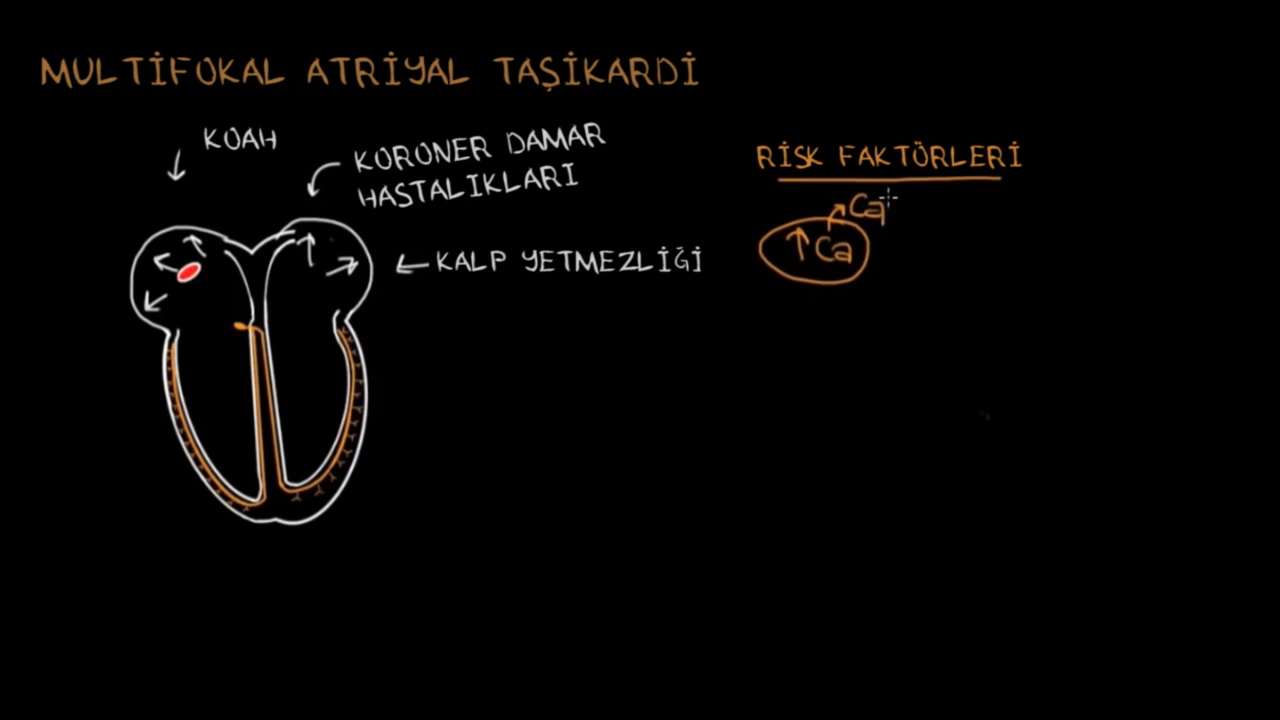 MULTİFOKAL ATRİYAL TAŞİKARDİ
KOAH
KORONER DAMAR
HASTALIKLARI
KALP YETMEZLİĞİ
RİSK FAKTÖRLERİ
Ca
↑ Ca